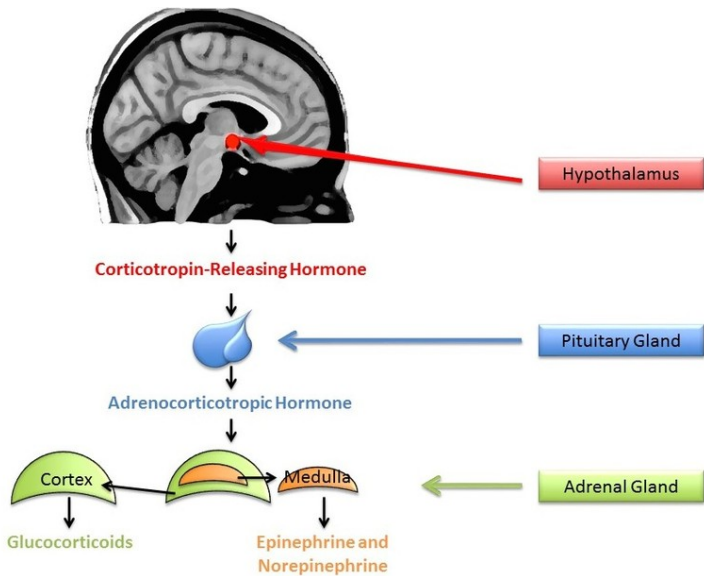 Hypothalamus
Corticotropin-Releasing Hormone
Pituitary Gland
Adrenocorticotropic Hormone
Cortex
Medulla
Adrenal Gland
Glucocorticoids
Epinephrine and
Norepinephrine